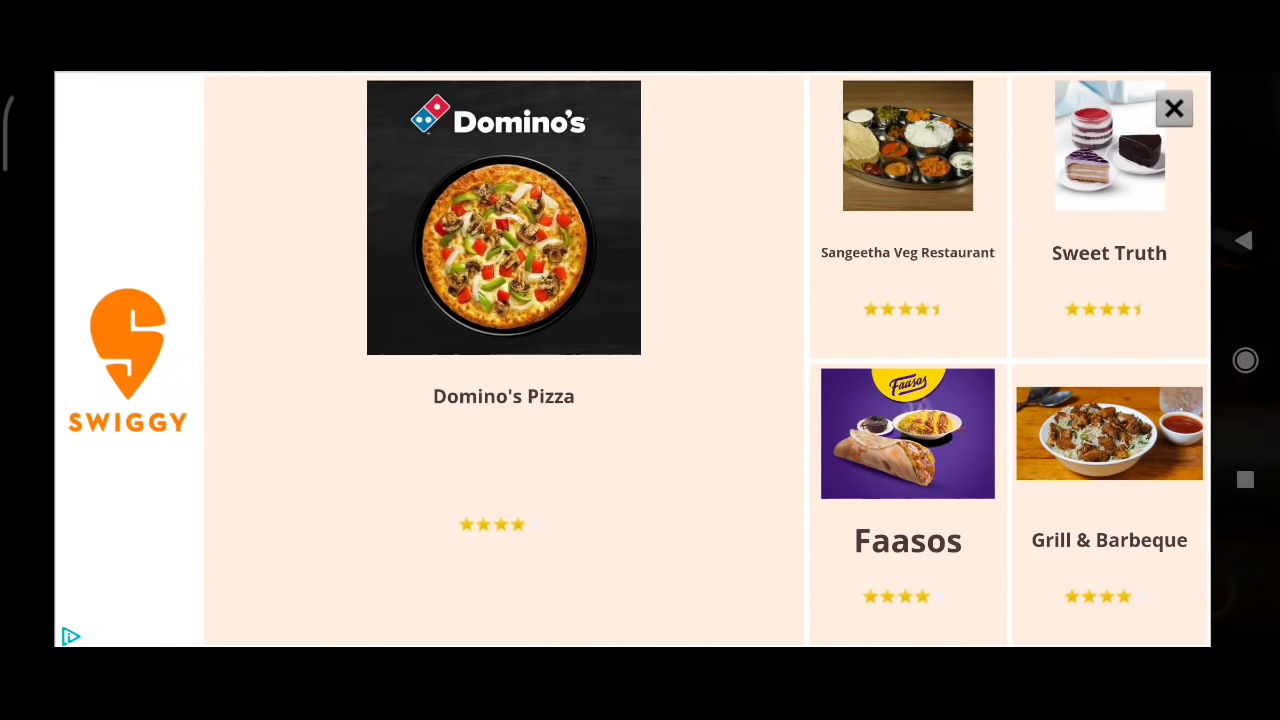 SWIGGY
Domino's
Domino's Pizza
Sangeetha Veg Restaurant
Sweet Truth
Faasos
Faasos
Grill & Barbeque